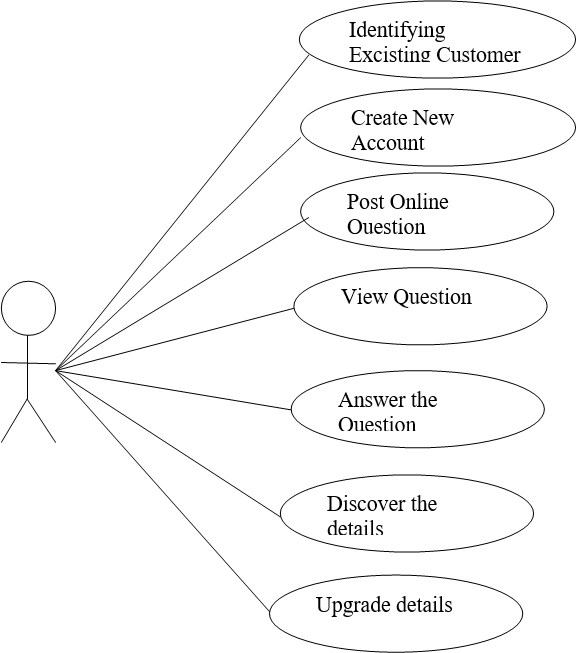 Identifying
Excisting Customer
Create New
Account
Post Online
Question
View Question
Answer the
Question
Discover the
details
Upgrade details